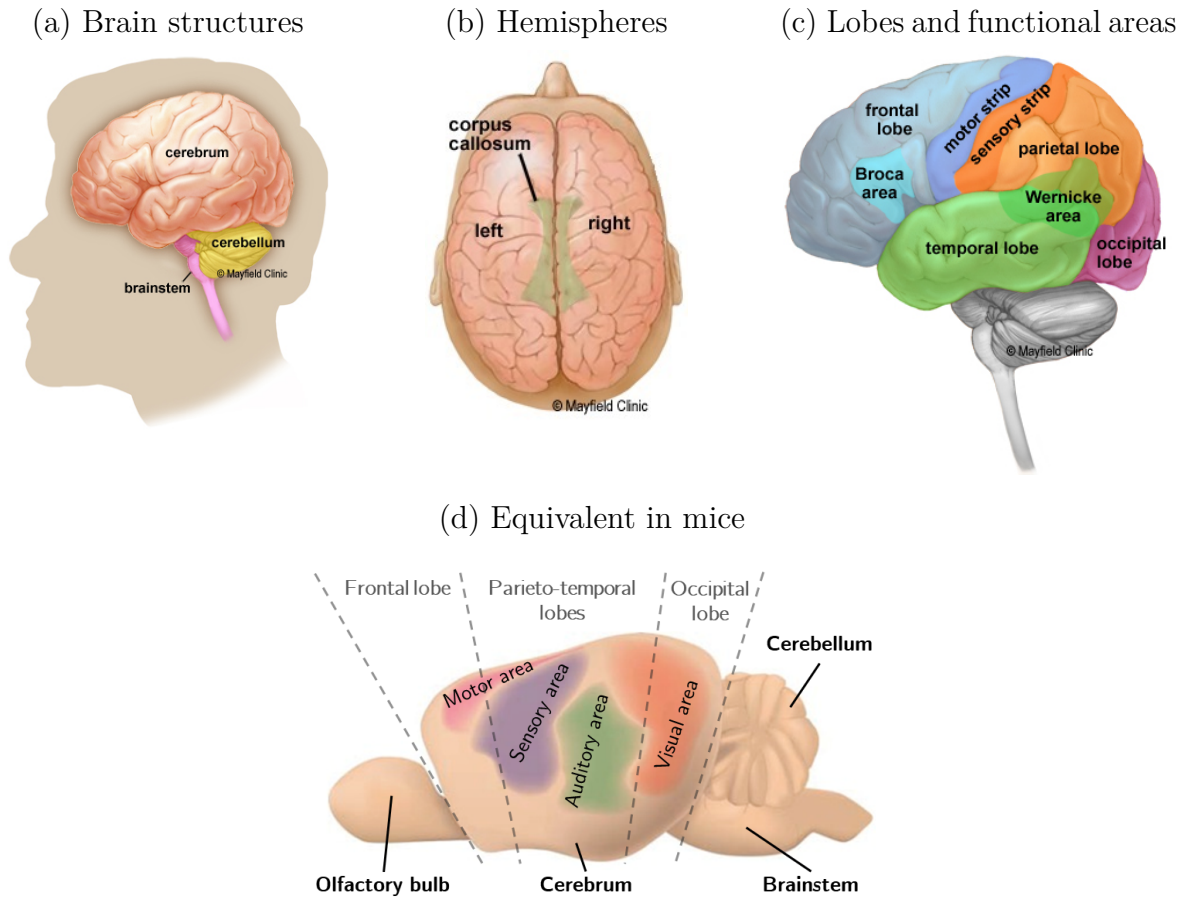 (a) Brain structures
(b) Hemispheres
(c) Lobes and functional areas
cerebrum
cerebellum
© Mayfield Clinic
brainstem
corpus
callosum
left
right
© Mayfield Clinic
frontal
lobe
motor strip
sensory strip
parietal lobe
Broca
area
Wernicke
area
temporal lobe
occipital
lobe
© Mayfield Clinic
(d) Equivalent in mice
Frontal lobe
Parieto-temporal
lobes
Occipital
lobe
Cerebellum
Motor area
Sensory area
Auditory area
Visual area
Olfactory bulb
Cerebrum
Brainstem